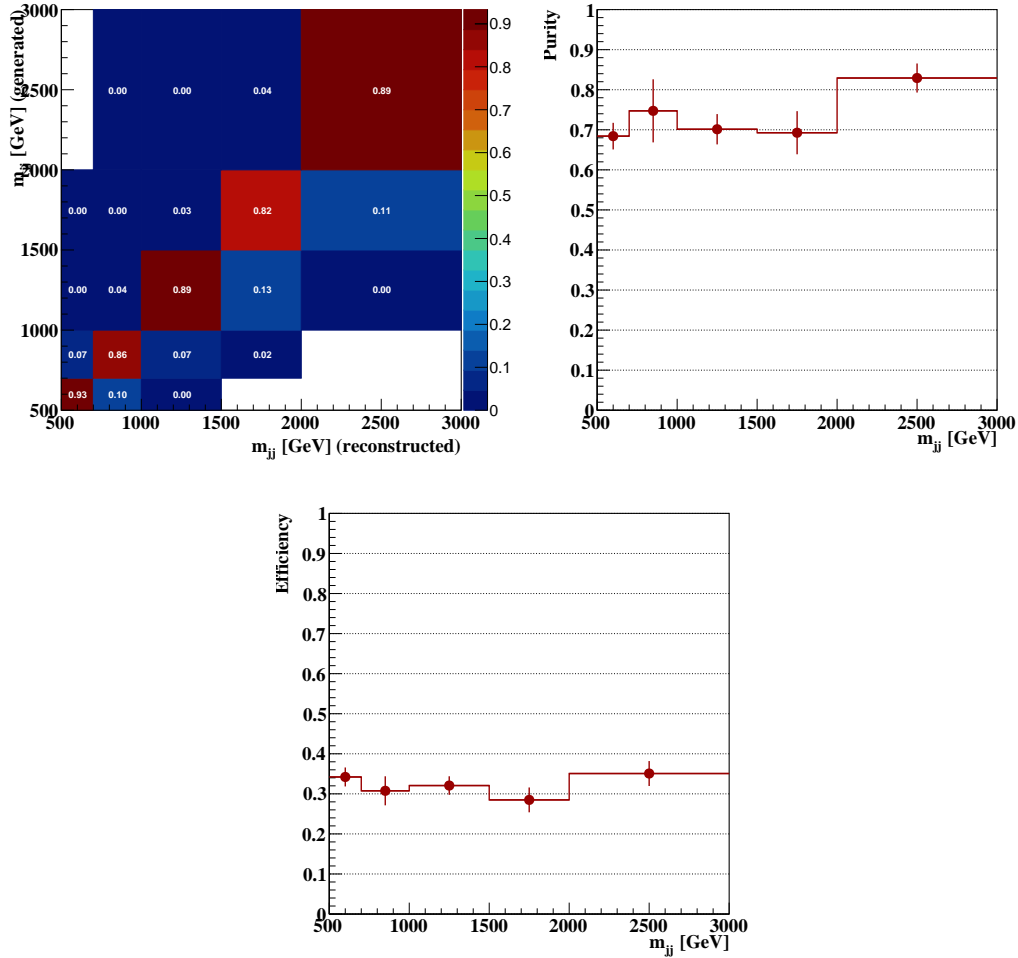 m_jj [GeV] (generated)
3000
2500
2000
1500
1000
500
0.00 0.00 0.04 0.89
0.00 0.00 0.03 0.82 0.11
0.00 0.04 0.89 0.13 0.00
0.07 0.86 0.07 0.02
0.93 0.10 0.00
500 1000 1500 2000 2500 3000
m_jj [GeV] (reconstructed)
0.9
0.8
0.7
0.6
0.5
0.4
0.3
0.2
0.1
0
Purity
1
0.9
0.8
0.7
0.6
0.5
0.4
0.3
0.2
0.1
0
500 1000 1500 2000 2500 3000
m_jj [GeV]
Efficiency
1
0.9
0.8
0.7
0.6
0.5
0.4
0.3
0.2
0.1
0
500 1000 1500 2000 2500 3000
m_jj [GeV]